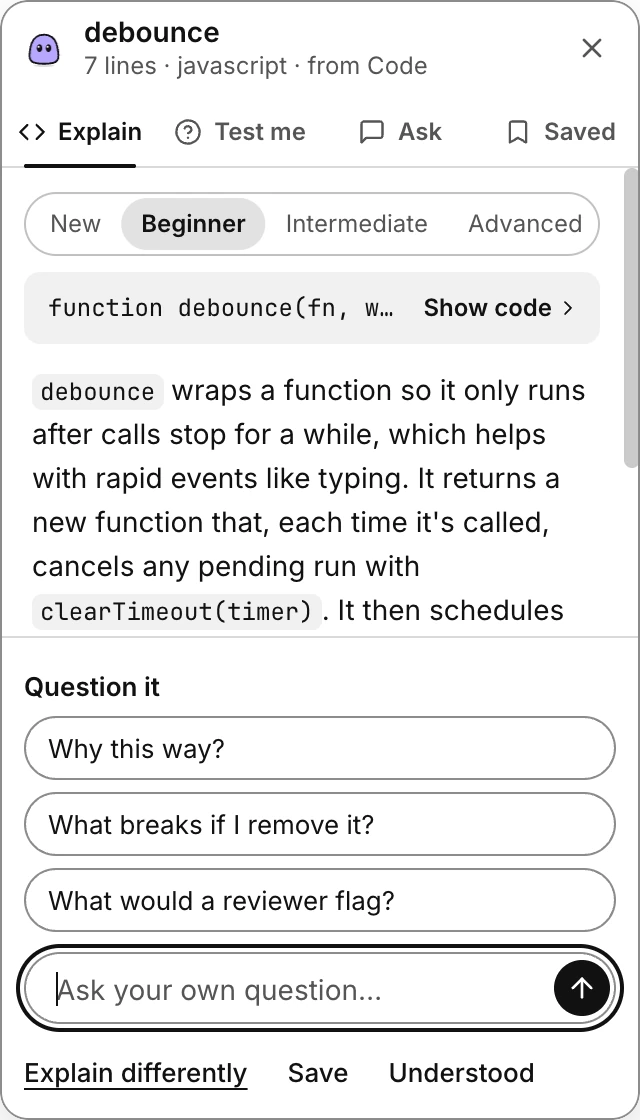 debounce
7 lines · javascript · from Code
Explain Test me Ask Saved
New Beginner Intermediate Advanced
function debounce(fn, w… Show code
debounce wraps a function so it only runs
after calls stop for a while, which helps
with rapid events like typing. It returns a
new function that, each time it's called,
cancels any pending run with
clearTimeout(timer). It then schedules
Question it
Why this way?
What breaks if I remove it?
What would a reviewer flag?
Ask your own question...
Explain differently Save Understood